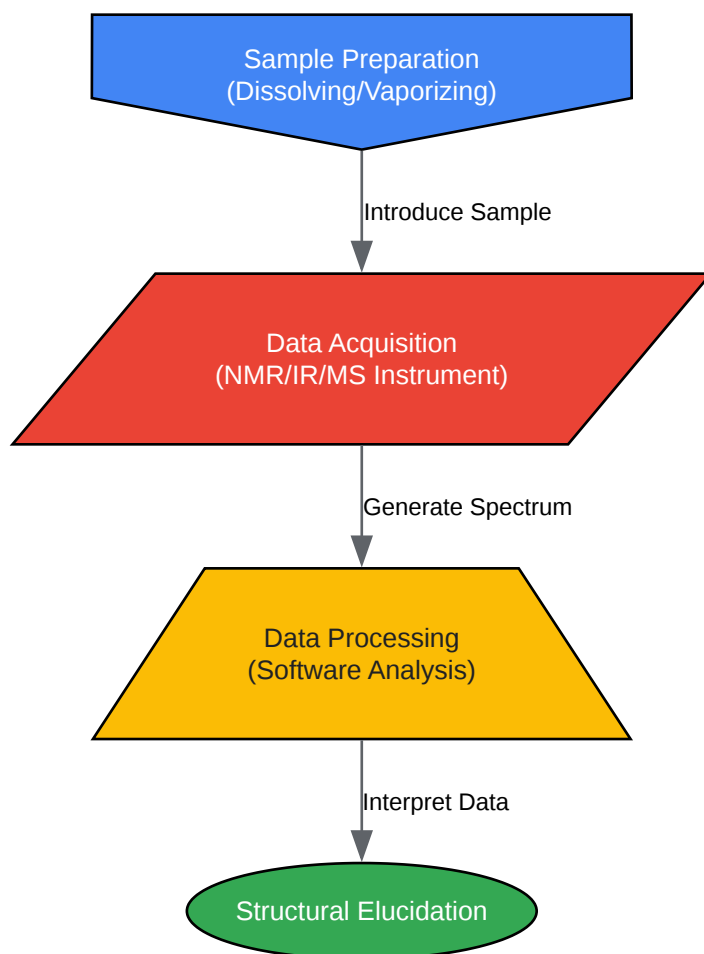 Sample Preparation
(Dissolving/Vaporizing)
Introduce Sample
Data Acquisition
(NMR/IR/MS Instrument)
Generate Spectrum
Data Processing
(Software Analysis)
Interpret Data
Structural Elucidation